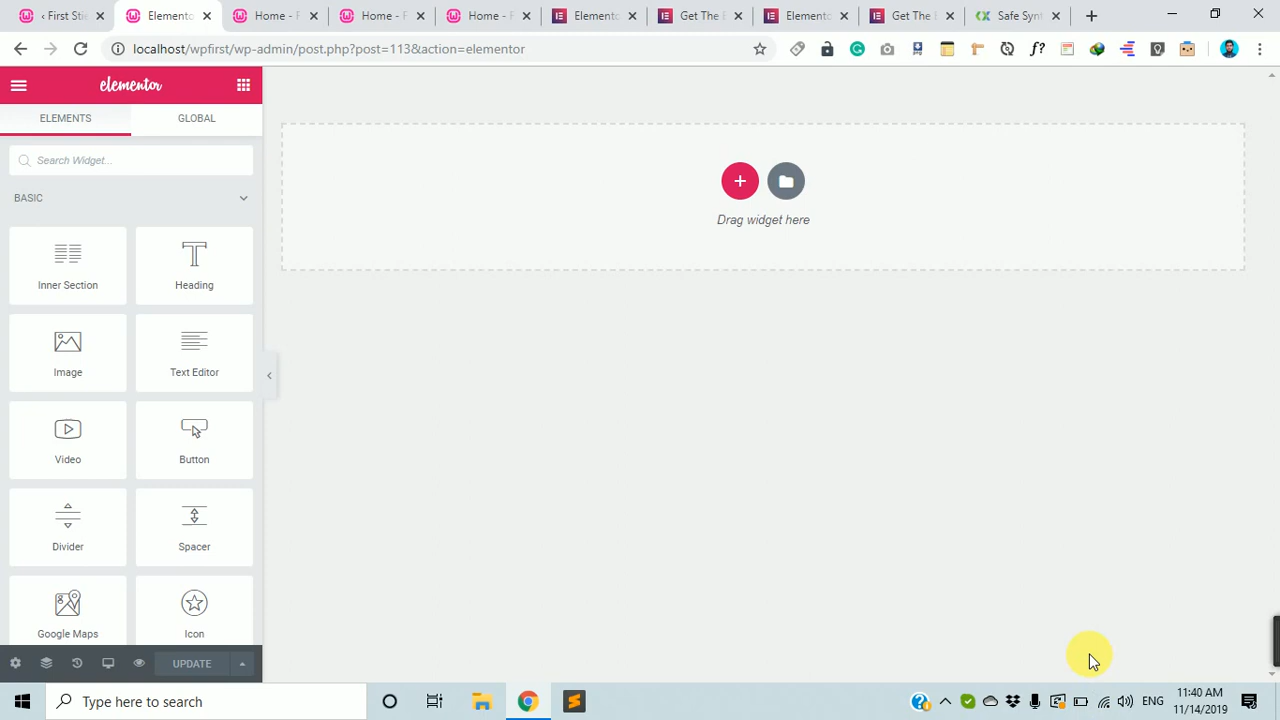 ‹ First Site
Elemento
Home - F
Home - F
Home - F
Elemento
Get The E
Elemento
Get The E
Safe Synt
localhost/wpfirst/wp-admin/post.php?post=113&action=elementor
elementor
ELEMENTS
GLOBAL
Search Widget...
BASIC
Drag widget here
Inner Section
Heading
Image
Text Editor
Video
Button
Divider
Spacer
Google Maps
Icon
UPDATE
Type here to search
ENG
11:40 AM
11/14/2019